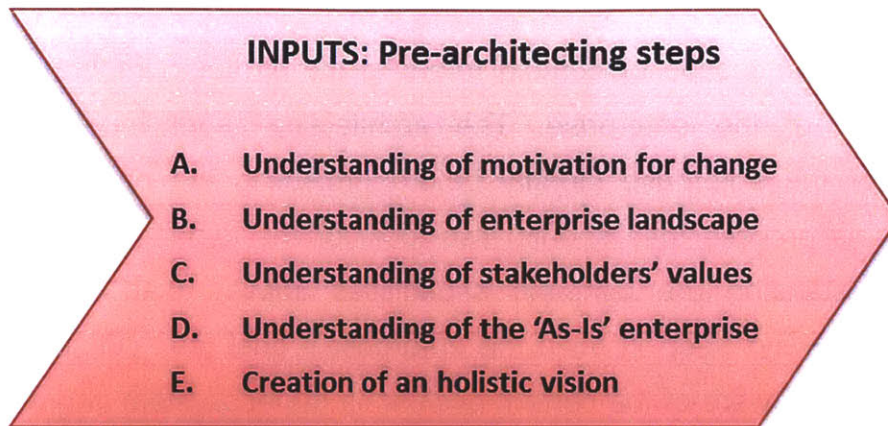 INPUTS: Pre-architecting steps
A. Understanding of motivation for change
B. Understanding of enterprise landscape
C. Understanding of stakeholders’ values
D. Understanding of the ‘As-Is’ enterprise
E. Creation of an holistic vision